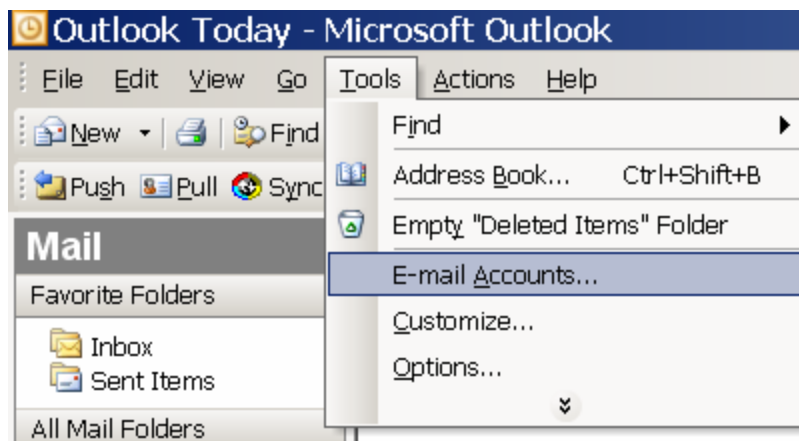 Outlook Today - Microsoft Outlook
File Edit View Go Tools Actions Help
New Find
Push Pull Sync
Find
Address Book... Ctrl+Shift+B
Empty "Deleted Items" Folder
E-mail Accounts...
Customize...
Options...
Mail
Favorite Folders
Inbox
Sent Items
All Mail Folders